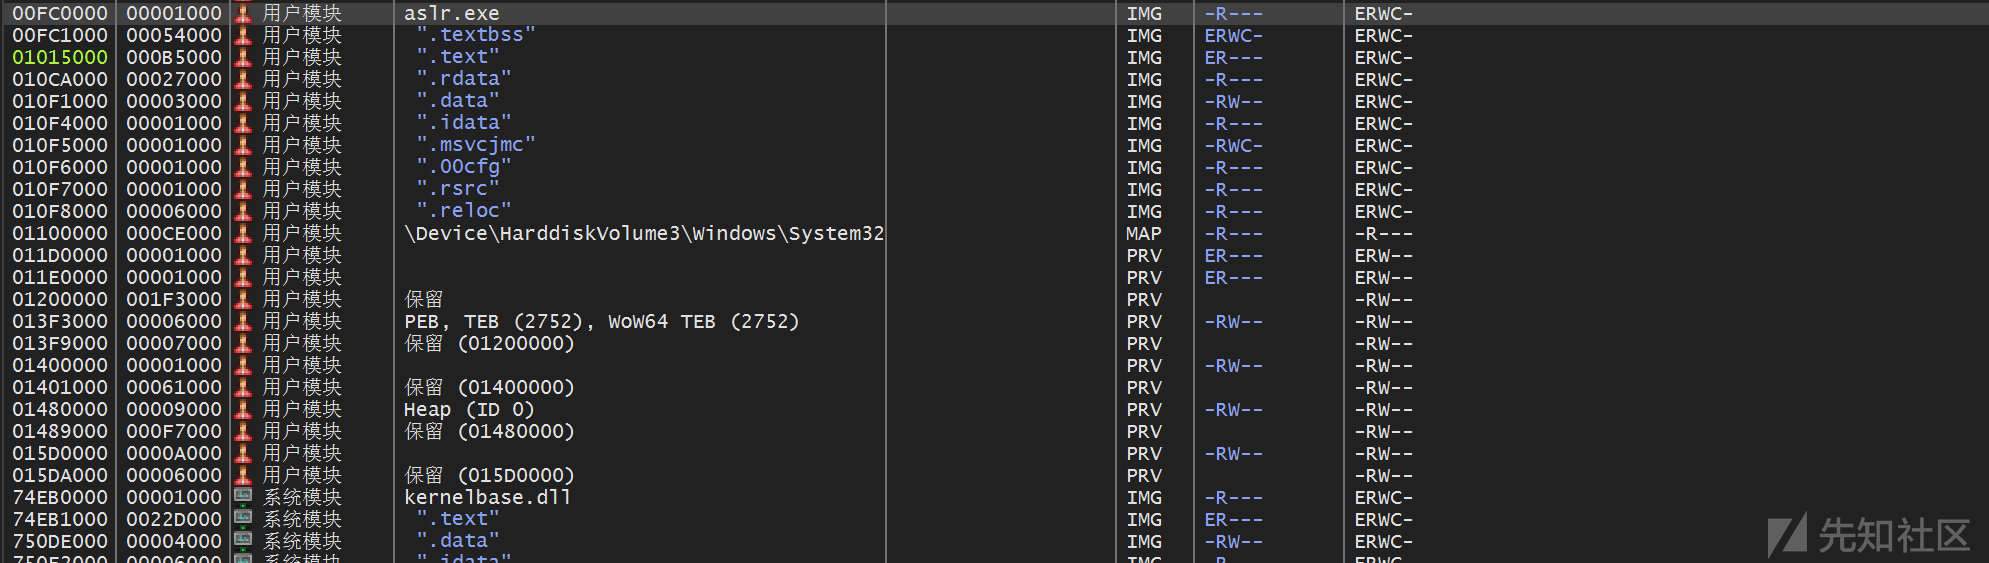 00FC0000 00001000 用户模块 aslr.exe IMG -R--- ERWC-
00FC1000 00054000 用户模块 ".textbss" IMG ERWC- ERWC-
01015000 000B5000 用户模块 ".text" IMG ER--- ERWC-
010CA000 00027000 用户模块 ".rdata" IMG -R--- ERWC-
010F1000 00003000 用户模块 ".data" IMG -RW-- ERWC-
010F4000 00001000 用户模块 ".idata" IMG -R--- ERWC-
010F5000 00001000 用户模块 ".msvcjmc" IMG -RWC- ERWC-
010F6000 00001000 用户模块 ".00cfg" IMG -R--- ERWC-
010F7000 00001000 用户模块 ".rsrc" IMG -R--- ERWC-
010F8000 00006000 用户模块 ".reloc" IMG -R--- ERWC-
01100000 000CE000 用户模块 \Device\HarddiskVolume3\Windows\System32 MAP -R--- -R---
011D0000 00001000 用户模块 PRV ER--- ERW--
011E0000 00001000 用户模块 PRV ER--- ERW--
01200000 001F3000 用户模块 保留 PRV -RW--
013F3000 00006000 用户模块 PEB, TEB (2752), WoW64 TEB (2752) PRV -RW-- -RW--
013F9000 00007000 用户模块 保留 (01200000) PRV -RW--
01400000 00001000 用户模块 PRV -RW-- -RW--
01401000 00061000 用户模块 保留 (01400000) PRV -RW--
01480000 00009000 用户模块 Heap (ID 0) PRV -RW-- -RW--
01489000 000F7000 用户模块 保留 (01480000) PRV -RW--
015D0000 0000A000 用户模块 PRV -RW-- -RW--
015DA000 00006000 用户模块 保留 (015D0000) PRV -RW--
74EB0000 00001000 系统模块 kernelbase.dll IMG -R--- ERWC-
74EB1000 0022D000 系统模块 ".text" IMG ER--- ERWC-
750DE000 00004000 系统模块 ".data" IMG -RW-- ERWC-
750E2000 00006000 系统模块 ".idata" IMG -R--- ERWC-
先知社区